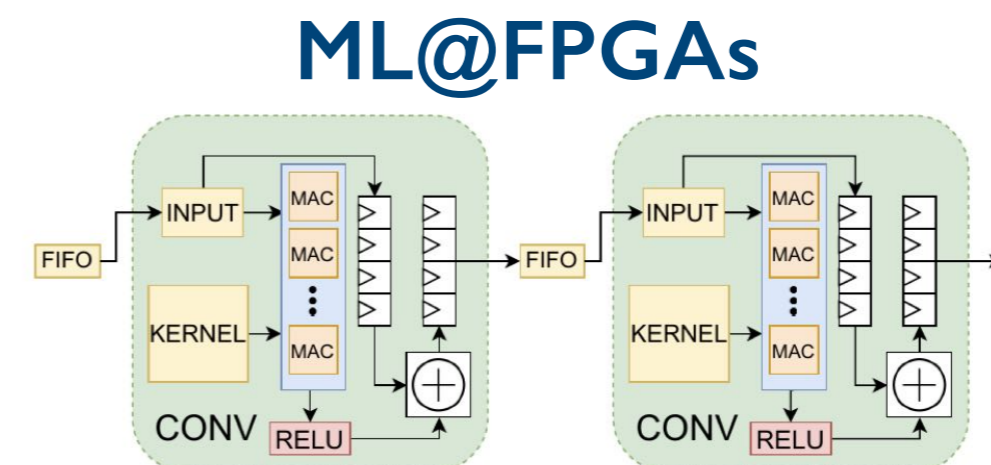 ML@FPGAs
FIFO
INPUT
KERNEL
MAC
MAC
MAC
CONV
RELU
FIFO
INPUT
KERNEL
MAC
MAC
MAC
CONV
RELU